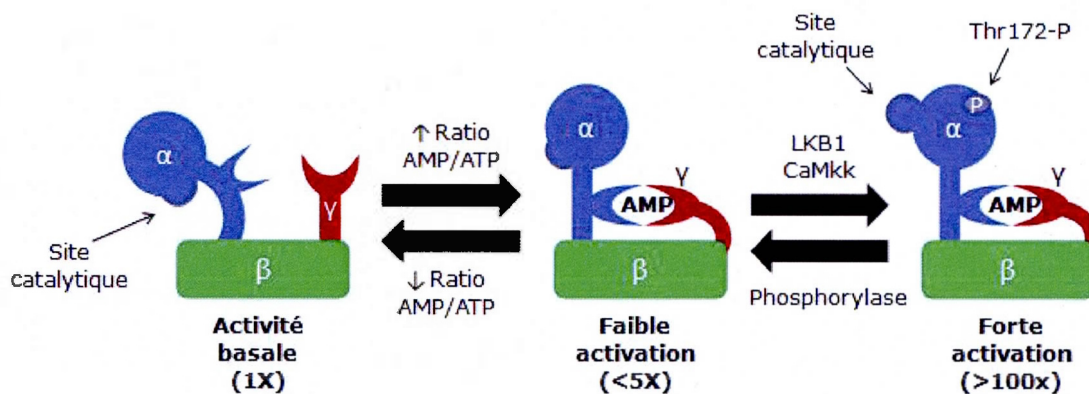 α
Site
catalytique
γ
β
Activité
basale
(1X)
↑ Ratio
AMP/ATP
↓ Ratio
AMP/ATP
α
γ
AMP
β
Faible
activation
(<5X)
LKB1
CaMkk
Phosphorylase
Site
catalytique
Thr172-P
P
α
γ
AMP
β
Forte
activation
(>100x)